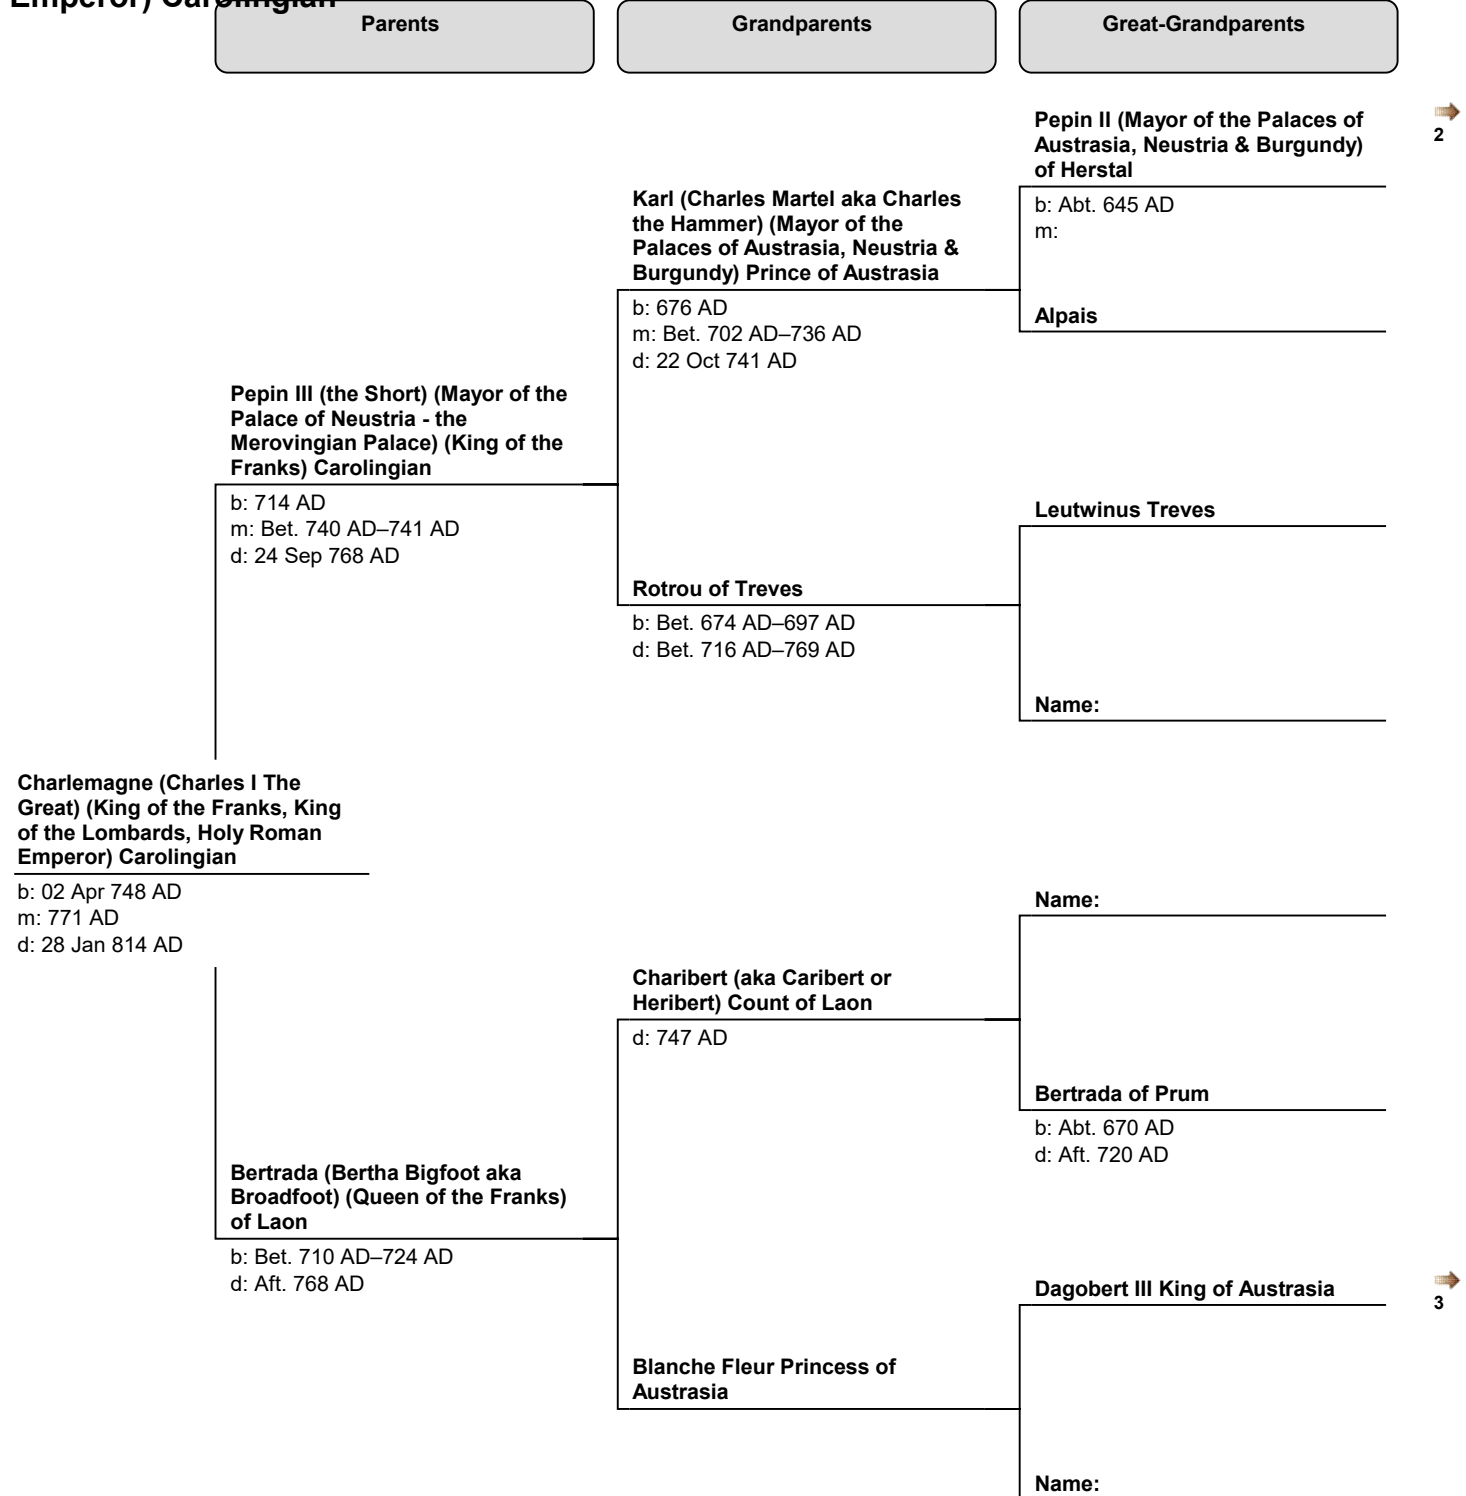 Emperor) Carolingian
Parents
Grandparents
Great-Grandparents
Pepin II (Mayor of the Palaces of
Austrasia, Neustria & Burgundy)
of Herstal
b: Abt. 645 AD
m:
2
Karl (Charles Martel aka Charles
the Hammer) (Mayor of the
Palaces of Austrasia, Neustria &
Burgundy) Prince of Austrasia
b: 676 AD
m: Bet. 702 AD–736 AD
d: 22 Oct 741 AD
Alpais
Pepin III (the Short) (Mayor of the
Palace of Neustria - the
Merovingian Palace) (King of the
Franks) Carolingian
b: 714 AD
m: Bet. 740 AD–741 AD
d: 24 Sep 768 AD
Leutwinus Treves
Rotrou of Treves
b: Bet. 674 AD–697 AD
d: Bet. 716 AD–769 AD
Name:
Charlemagne (Charles I The
Great) (King of the Franks, King
of the Lombards, Holy Roman
Emperor) Carolingian
b: 02 Apr 748 AD
m: 771 AD
d: 28 Jan 814 AD
Name:
Charibert (aka Caribert or
Heribert) Count of Laon
d: 747 AD
Bertrada of Prum
b: Abt. 670 AD
d: Aft. 720 AD
Bertrada (Bertha Bigfoot aka
Broadfoot) (Queen of the Franks)
of Laon
b: Bet. 710 AD–724 AD
d: Aft. 768 AD
Dagobert III King of Austrasia
3
Blanche Fleur Princess of
Austrasia
Name: